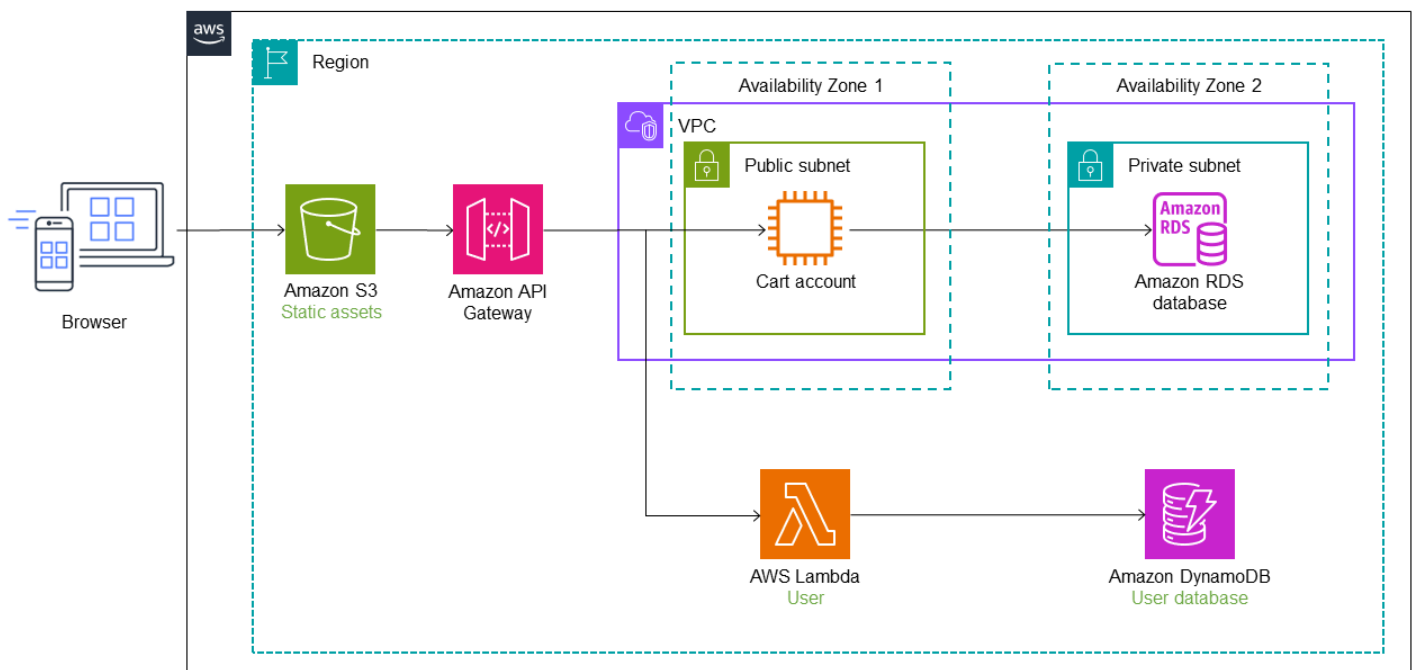 aws
Region
Availability Zone 1
Availability Zone 2
VPC
Public subnet
Private subnet
Amazon
RDS
</>
Cart account
Amazon RDS
database
Amazon S3
Static assets
Amazon API
Gateway
Browser
AWS Lambda
User
Amazon DynamoDB
User database